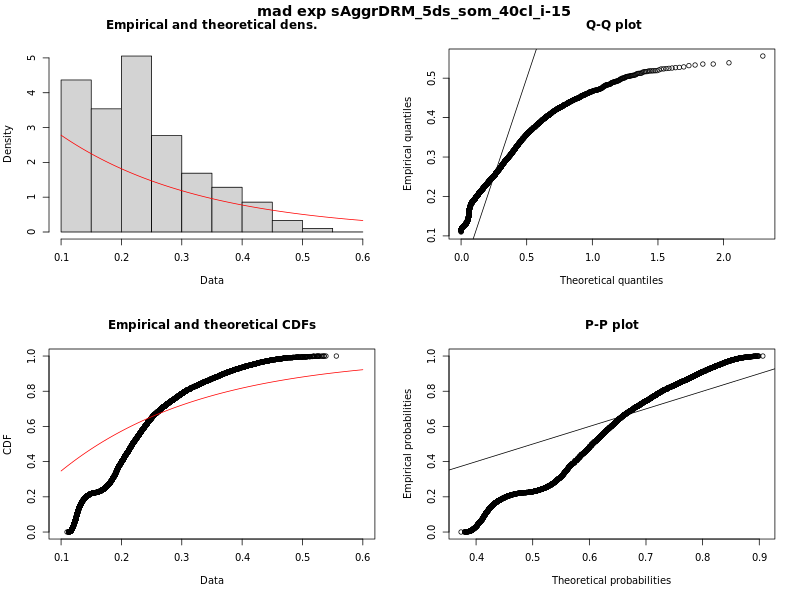 mad exp sAggrDRM_5ds_som_40cl_i-15
Empirical and theoretical dens.
Density
0 1 2 3 4 5
0.1 0.2 0.3 0.4 0.5 0.6
Data
Q-Q plot
Empirical quantiles
0.1 0.2 0.3 0.4 0.5
0.0 0.5 1.0 1.5 2.0
Theoretical quantiles
Empirical and theoretical CDFs
CDF
0.0 0.2 0.4 0.6 0.8 1.0
0.1 0.2 0.3 0.4 0.5 0.6
Data
P-P plot
Empirical probabilities
0.0 0.2 0.4 0.6 0.8 1.0
0.4 0.5 0.6 0.7 0.8 0.9
Theoretical probabilities